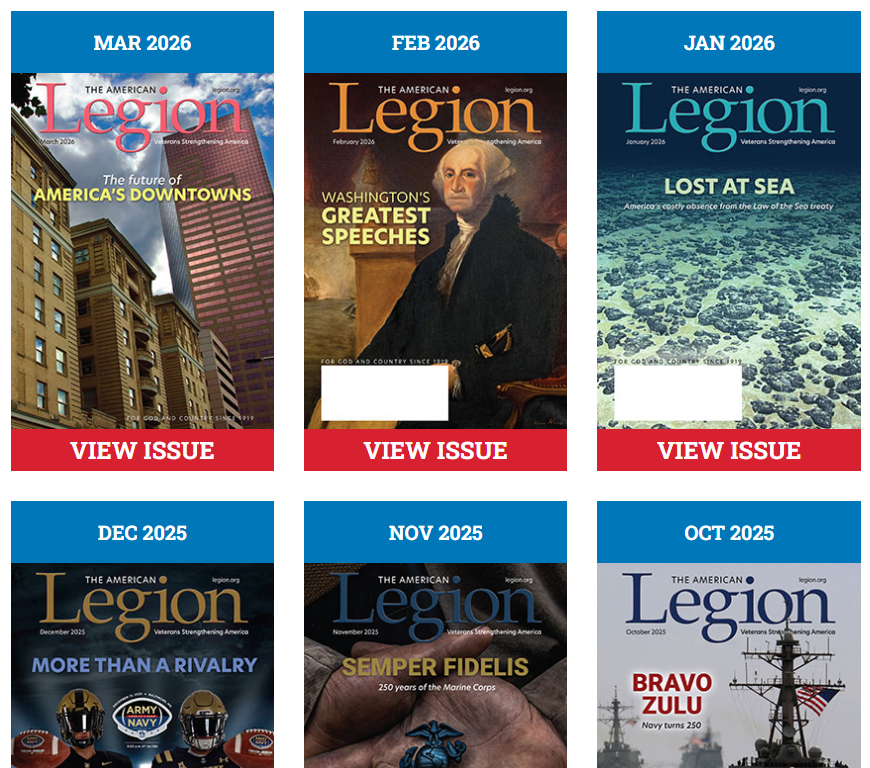 MAR 2026
THE AMERICAN
legion.org
Legion
March 2026
Veterans Strengthening America
The future of
AMERICA'S DOWNTOWNS
FOR GOD AND COUNTRY SINCE 1919
VIEW ISSUE
FEB 2026
THE AMERICAN
legion.org
Legion
February 2026
Veterans Strengthening America
WASHINGTON'S
GREATEST
SPEECHES
FOR GOD AND COUNTRY SINCE 1919
VIEW ISSUE
JAN 2026
THE AMERICAN
legion.org
Legion
January 2026
Veterans Strengthening America
LOST AT SEA
America's costly absence from the Law of the Sea treaty
FOR GOD AND COUNTRY SINCE 1919
VIEW ISSUE
DEC 2025
THE AMERICAN
legion.org
Legion
December 2025
Veterans Strengthening America
MORE THAN A RIVALRY
ARMY
NAVY
NOV 2025
THE AMERICAN
legion.org
Legion
November 2025
Veterans Strengthening America
SEMPER FIDELIS
250 years of the Marine Corps
OCT 2025
THE AMERICAN
legion.org
Legion
October 2025
Veterans Strengthening America
BRAVO
ZULU
Navy turns 250